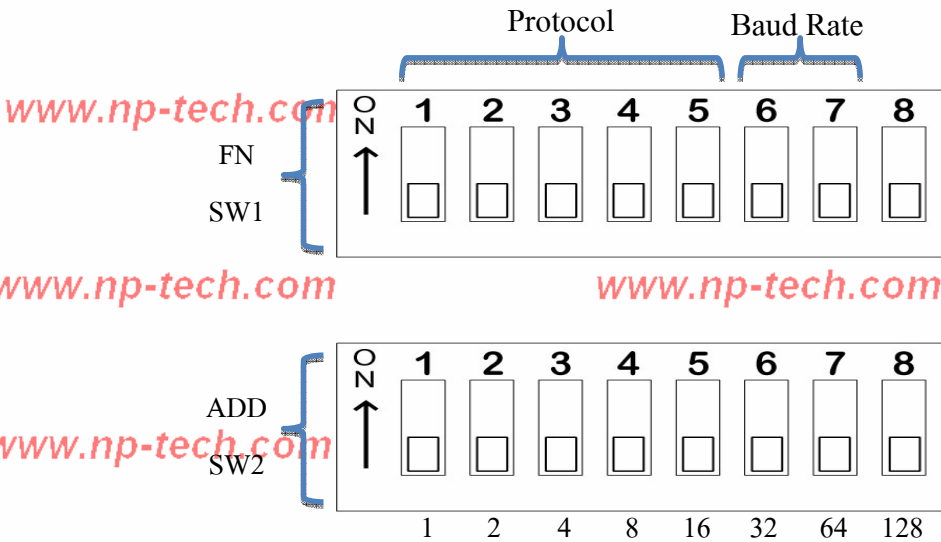 Protocol
Baud Rate
www.np-tech.com
ON 1 2 3 4 5 6 7 8
FN
SW1
www.np-tech.com
www.np-tech.com
ON 1 2 3 4 5 6 7 8
ADD
www.np-tech.com
SW2
1 2 4 8 16 32 64 128